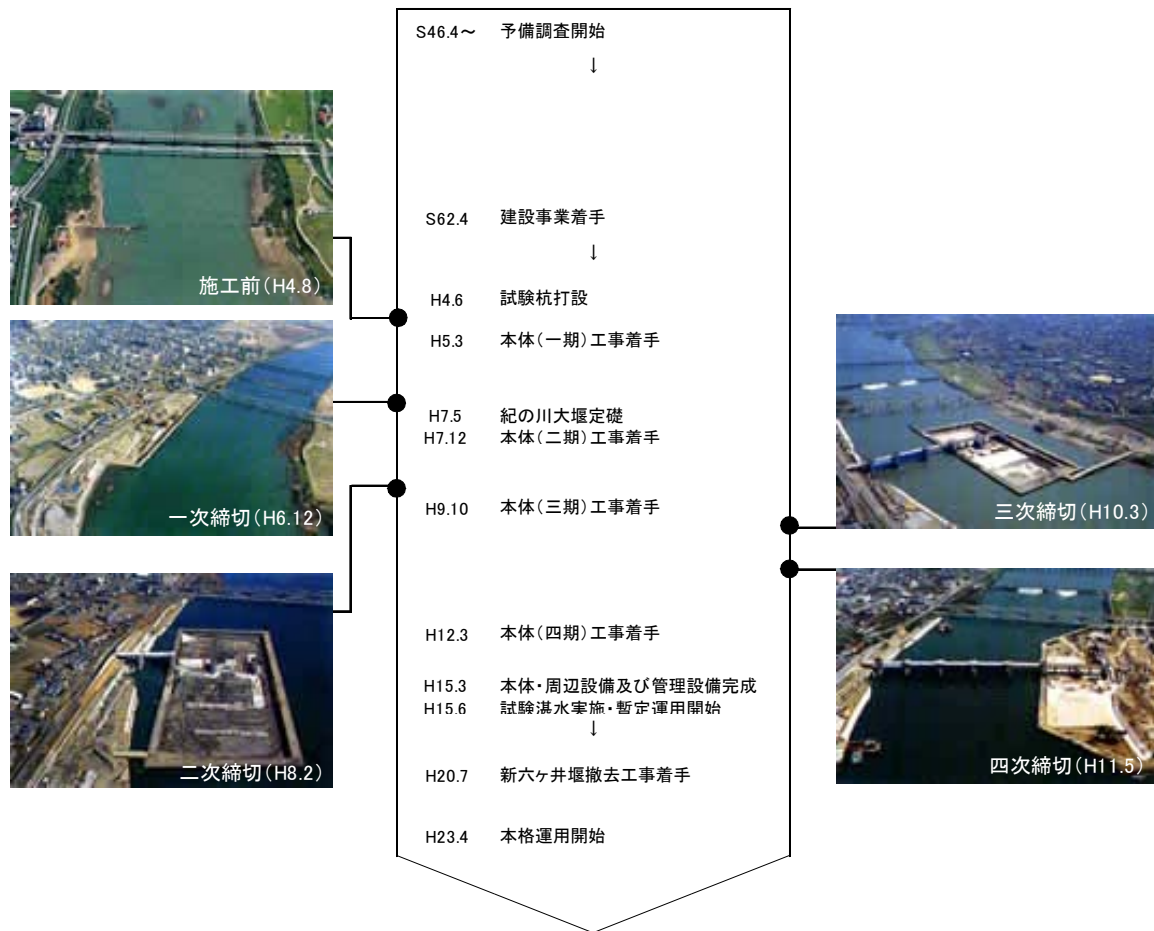 S46.4～ 予備調査開始
↓
S62.4 建設事業着手
↓
H4.6 試験杭打設
H5.3 本体(一期)工事着手
H7.5 紀の川大堰定礎
H7.12 本体(二期)工事着手
H9.10 本体(三期)工事着手
H12.3 本体(四期)工事着手
H15.3 本体・周辺設備及び管理設備完成
H15.6 試験湛水実施・暫定運用開始
↓
H20.7 新六ヶ井堰撤去工事着手
H23.4 本格運用開始
施工前(H4.8)
一次締切(H6.12)
二次締切(H8.2)
三次締切(H10.3)
四次締切(H11.5)